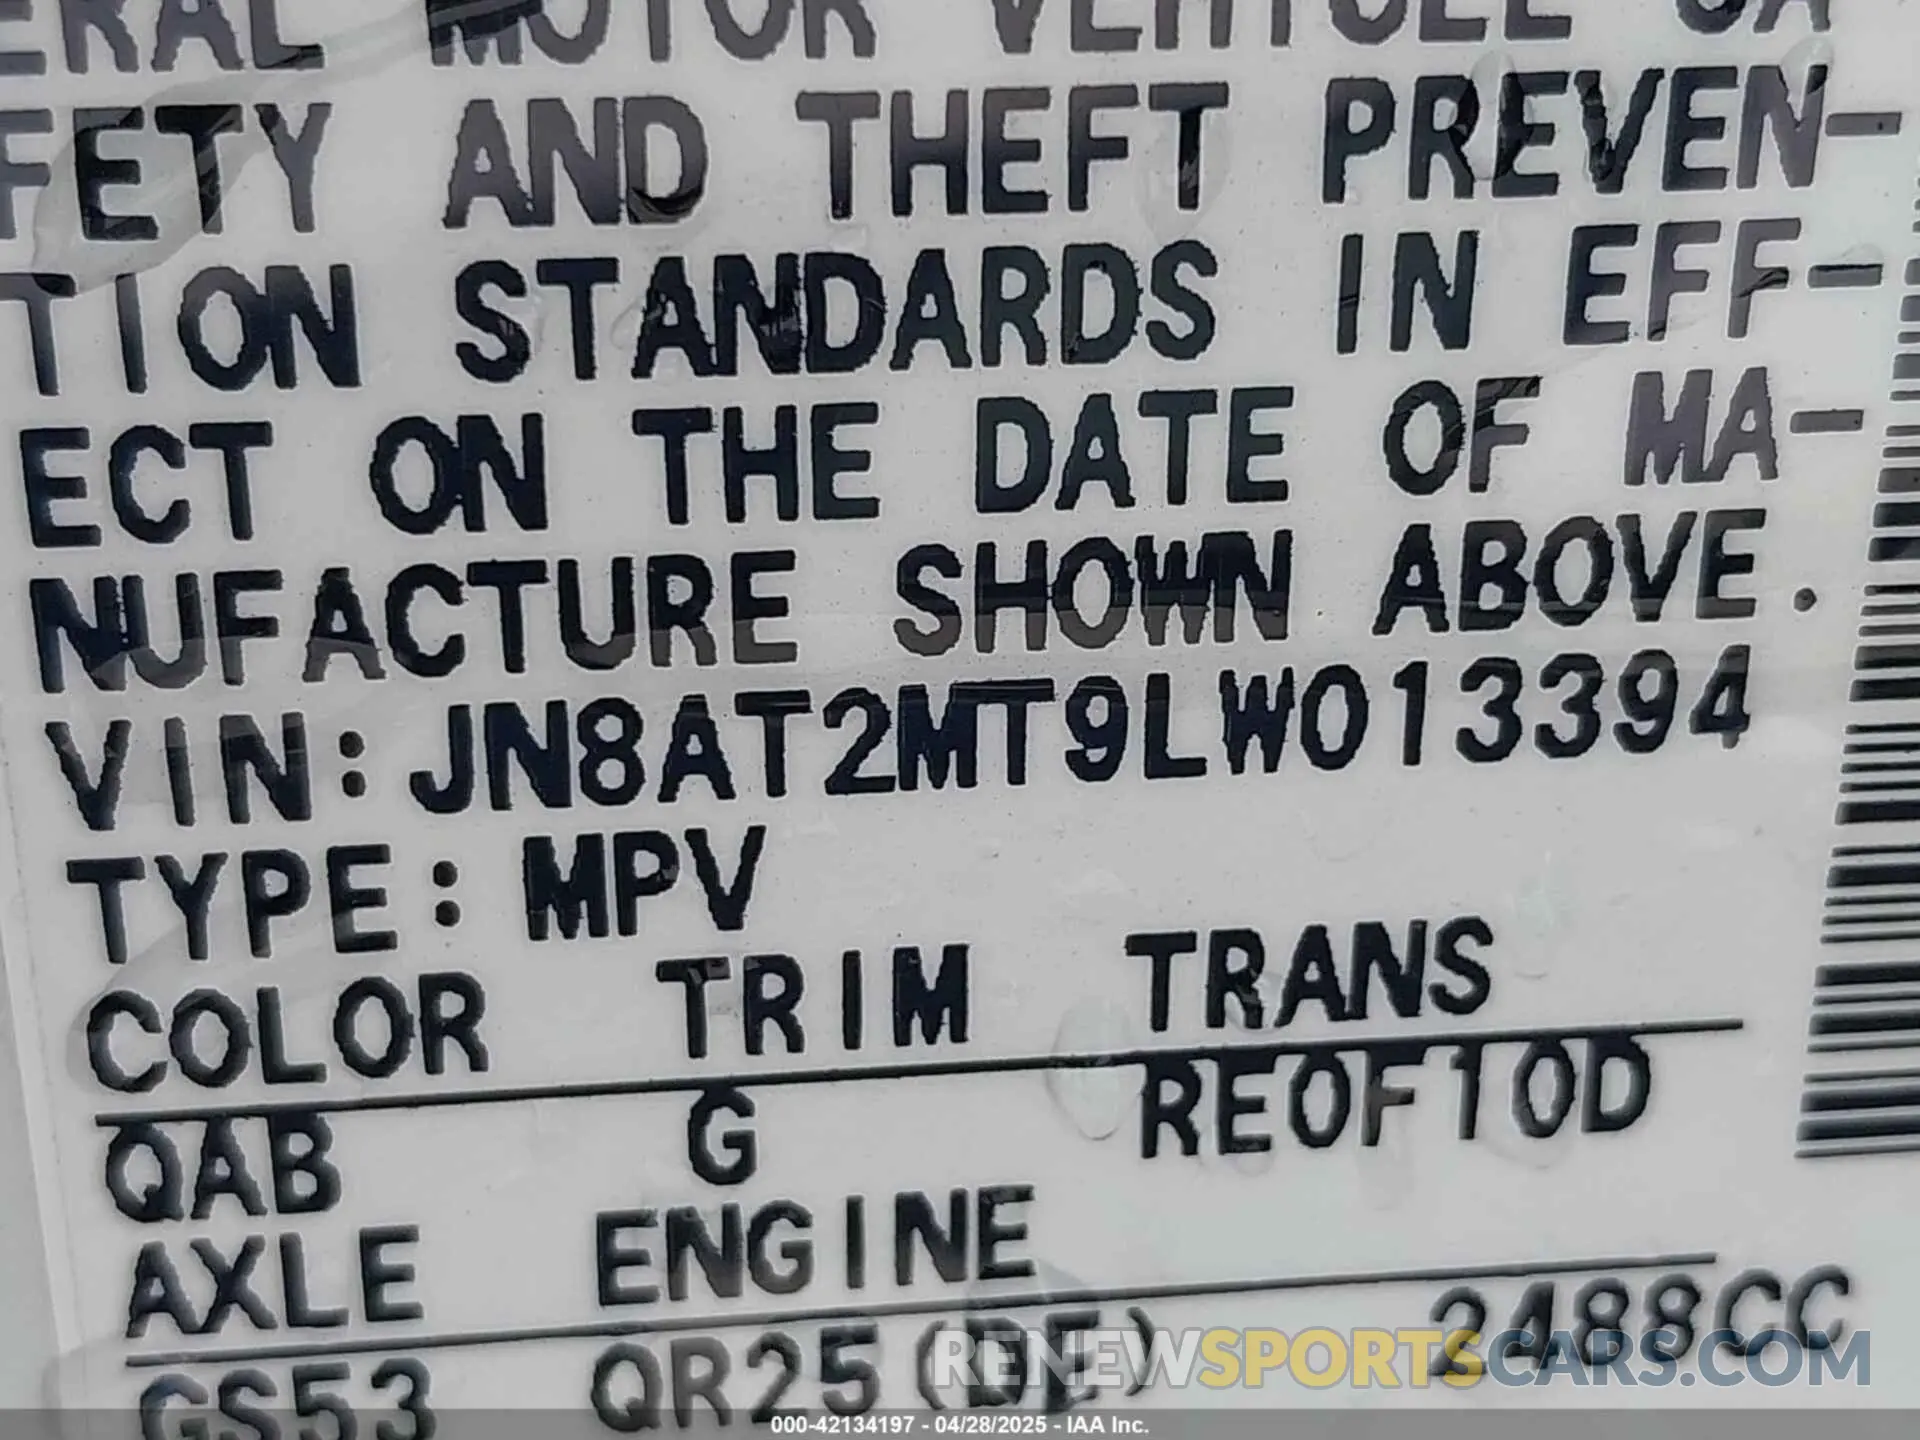 ERAL MOTOR VEHICLE SA
FETY AND THEFT PREVEN-
TION STANDARDS IN EFF-
ECT ON THE DATE OF MA-
NUFACTURE SHOWN ABOVE.
VIN: JN8AT2MT9LW013394
TYPE: MPV
COLOR TRIM TRANS
QAB G RE0F10D
AXLE ENGINE
GS53 QR25(DE) 2488CC
RENEWSPORTSCARS.COM
000-42134197 - 04/28/2025 - IAA Inc.